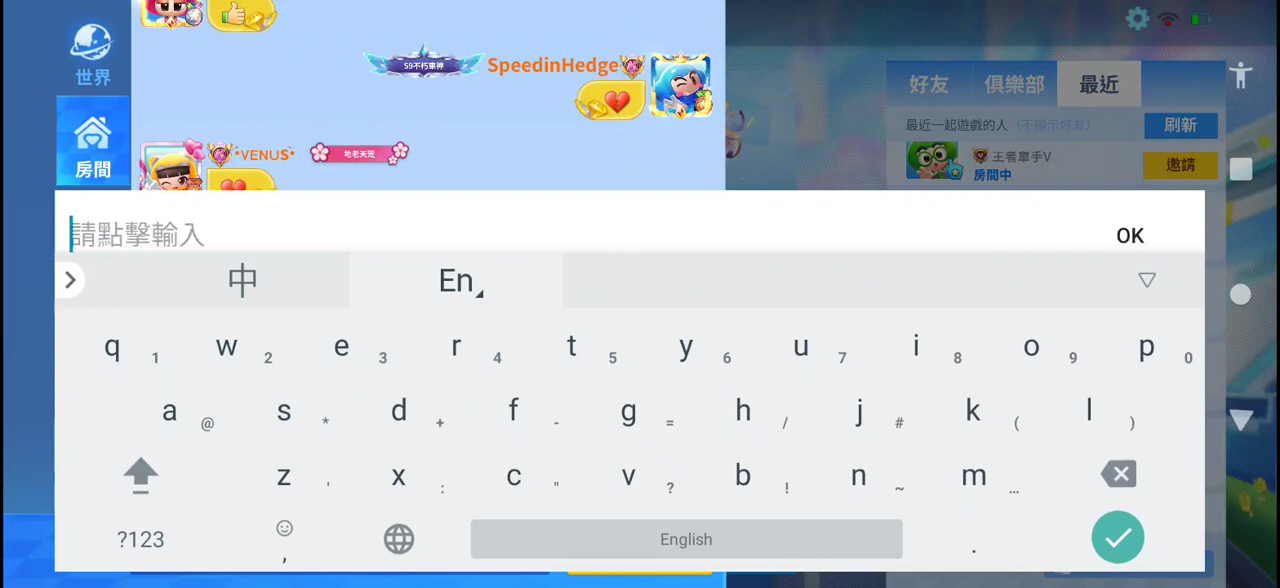 世界
S9不朽車神 SpeedinHedge
房間
•VENUS• 地老天荒
好友 俱樂部 最近
最近一起遊戲的人 (不顯示好友) 刷新
王者單手V
房間中
邀請
請點擊輸入
OK
中 En
q 1 w 2 e 3 r 4 t 5 y 6 u 7 i 8 o 9 p 0
a @ s * d + f - g = h / j # k ( l )
z ' x : c " v ? b ! n ~ m …
?123 , English .